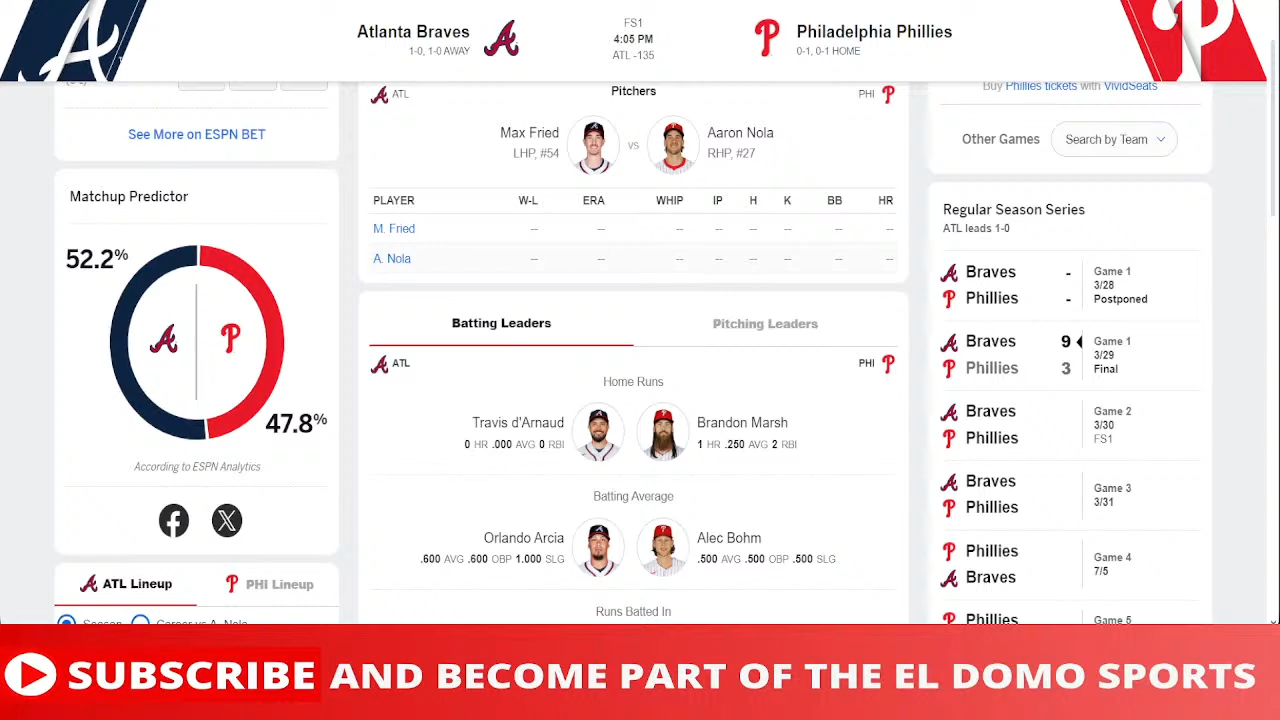 Atlanta Braves
1-0, 1-0 AWAY
FS1
4:05 PM
ATL -135
Philadelphia Phillies
0-1, 0-1 HOME
See More on ESPN BET
Matchup Predictor
52.2%
47.8%
According to ESPN Analytics
ATL Lineup
PHI Lineup
Season
Career vs A. Nola
ATL
Pitchers
PHI
Max Fried
LHP, #54
vs
Aaron Nola
RHP, #27
PLAYER W-L ERA WHIP IP H K BB HR
M. Fried -- -- -- -- -- -- -- --
A. Nola -- -- -- -- -- -- -- --
Batting Leaders
Pitching Leaders
ATL
PHI
Home Runs
Travis d'Arnaud
0 HR .000 AVG 0 RBI
Brandon Marsh
1 HR .250 AVG 2 RBI
Batting Average
Orlando Arcia
.600 AVG .600 OBP 1.000 SLG
Alec Bohm
.500 AVG .500 OBP .500 SLG
Runs Batted In
Buy Phillies tickets with VividSeats
Other Games
Search by Team
Regular Season Series
ATL leads 1-0
Braves -
Phillies -
Game 1
3/28
Postponed
Braves 9
Phillies 3
Game 1
3/29
Final
Braves
Phillies
Game 2
3/30
FS1
Braves
Phillies
Game 3
3/31
Phillies
Braves
Game 4
7/5
Phillies
Game 5
SUBSCRIBE AND BECOME PART OF THE EL DOMO SPORTS